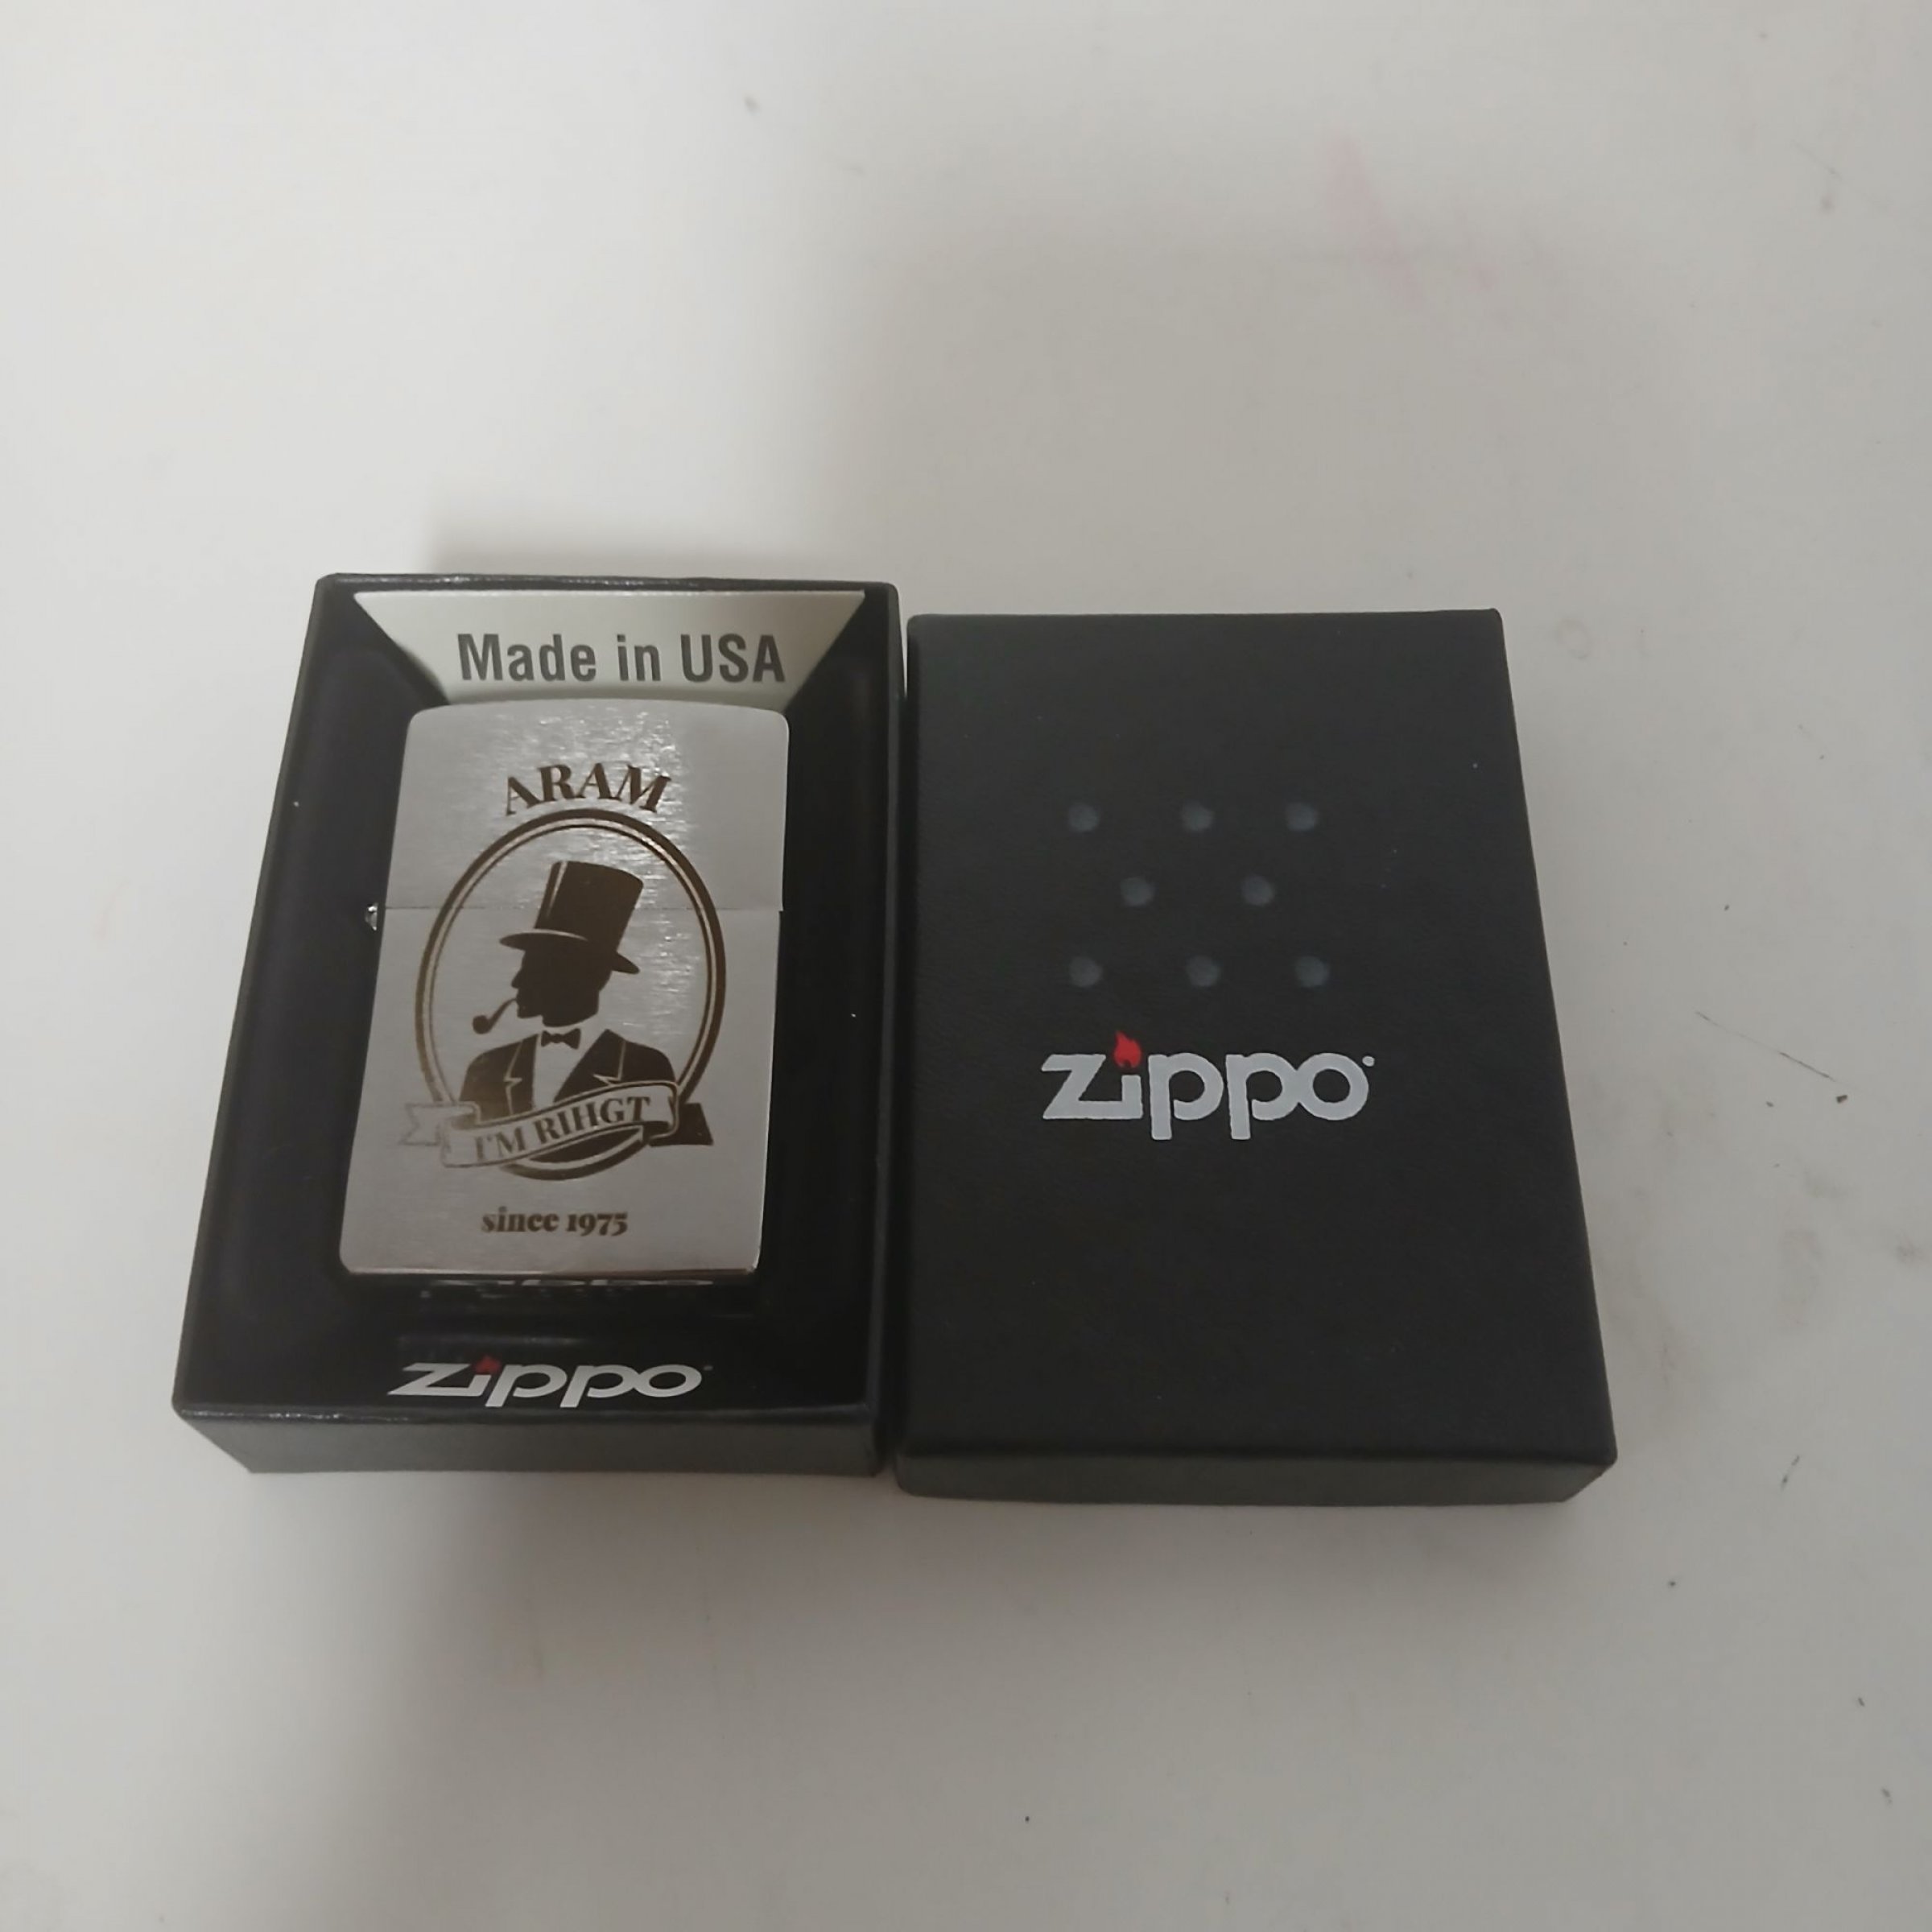 Made in USA
ARAM
I'M RIHGT
since 1975
zippo
zippo